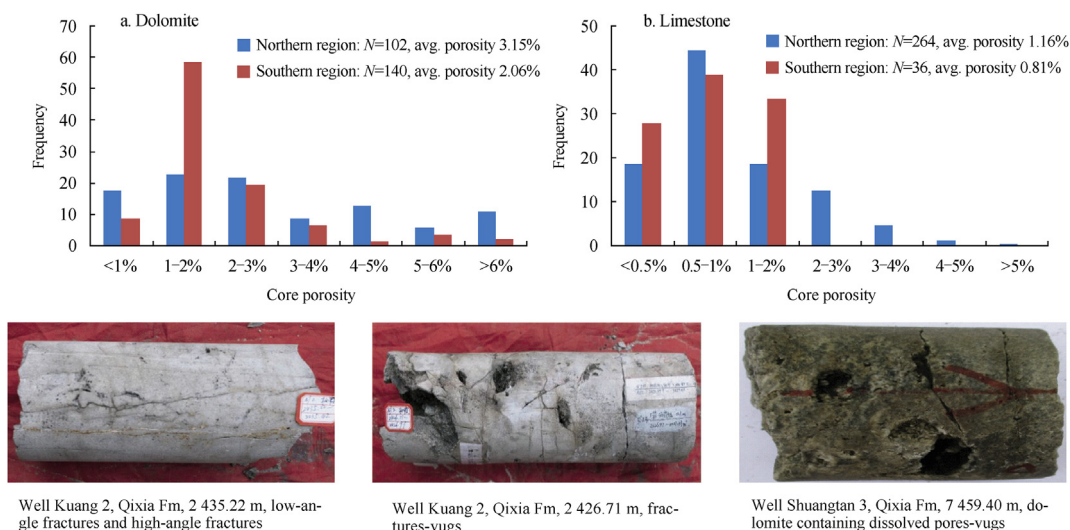 a. Dolomite
70
60
50
40
30
20
10
0
Frequency
Northern region: N=102, avg. porosity 3.15%
Southern region: N=140, avg. porosity 2.06%
<1% 1−2% 2−3% 3−4% 4−5% 5−6% >6%
Core porosity
b. Limestone
50
40
30
20
10
0
Frequency
Northern region: N=264, avg. porosity 1.16%
Southern region: N=36, avg. porosity 0.81%
<0.5% 0.5−1% 1−2% 2−3% 3−4% 4−5% >5%
Core porosity
Well Kuang 2, Qixia Fm, 2 435.22 m, low-an-
gle fractures and high-angle fractures
Well Kuang 2, Qixia Fm, 2 426.71 m, frac-
tures-vugs
Well Shuangtan 3, Qixia Fm, 7 459.40 m, do-
lomite containing dissolved pores-vugs